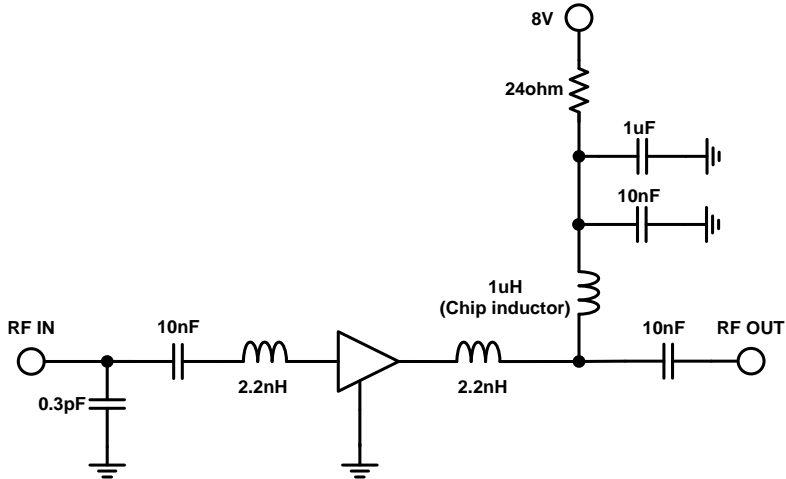 8V
24ohm
1uF
10nF
1uH
(Chip inductor)
RF IN
10nF
10nF
RF OUT
0.3pF
2.2nH
2.2nH